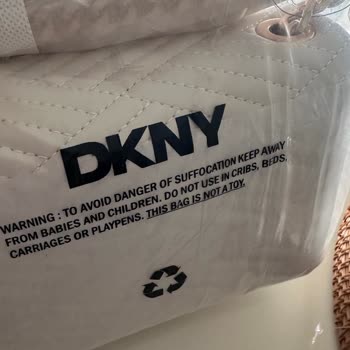 DKNY
WARNING : TO AVOID DANGER OF SUFFOCATION KEEP AWAY
FROM BABIES AND CHILDREN. DO NOT USE IN CRIBS, BEDS,
CARRIAGES OR PLAYPENS. THIS BAG IS NOT A TOY.